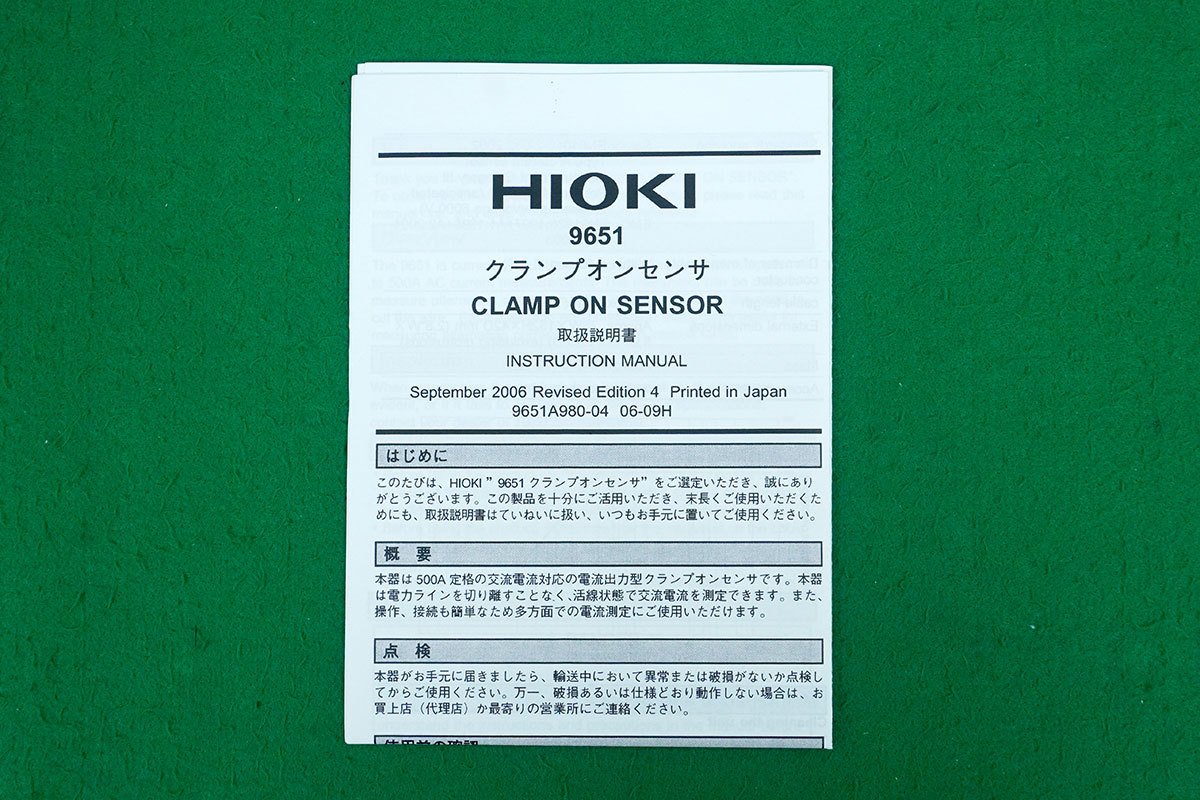 HIOKI
9651
クランプオンセンサ
CLAMP ON SENSOR
取扱説明書
INSTRUCTION MANUAL
September 2006 Revised Edition 4 Printed in Japan
9651A980-04 06-09H
はじめに
このたびは、HIOKI” 9651 クランプオンセンサ”をご選定いただき、誠にあり
がとうございます。この製品を十分にご活用いただき、末長くご使用いただくた
めにも、取扱説明書はていねいに扱い、いつもお手元に置いてご使用ください。
概 要
本器は 500A 定格の交流電流対応の電流出力型クランプオンセンサです。本器
は電力ラインを切り離すことなく、活線状態で交流電流を測定できます。また、
操作、接続も簡単なため多方面での電流測定にご使用いただけます。
点 検
本器がお手元に届きましたら、輸送中において異常または破損がないか点検し
てからご使用ください。万一、破損あるいは仕様どおり動作しない場合は、お
買上店（代理店）か最寄りの営業所にご連絡ください。
使用前の確認